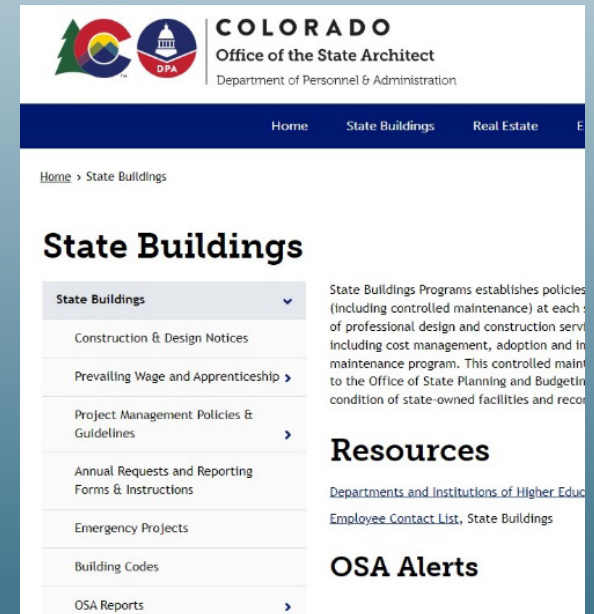 COLORADO
Office of the State Architect
Department of Personnel & Administration
DPA
Home State Buildings Real Estate E
Home › State Buildings
State Buildings
State Buildings
Construction & Design Notices
Prevailing Wage and Apprenticeship
Project Management Policies &
Guidelines
Annual Requests and Reporting
Forms & Instructions
Emergency Projects
Building Codes
OSA Reports
State Buildings Programs establishes policies
(including controlled maintenance) at each
of professional design and construction servi
including cost management, adoption and in
maintenance program. This controlled maint
to the Office of State Planning and Budgetin
condition of state-owned facilities and recor
Resources
Departments and Institutions of Higher Educ
Employee Contact List, State Buildings
OSA Alerts